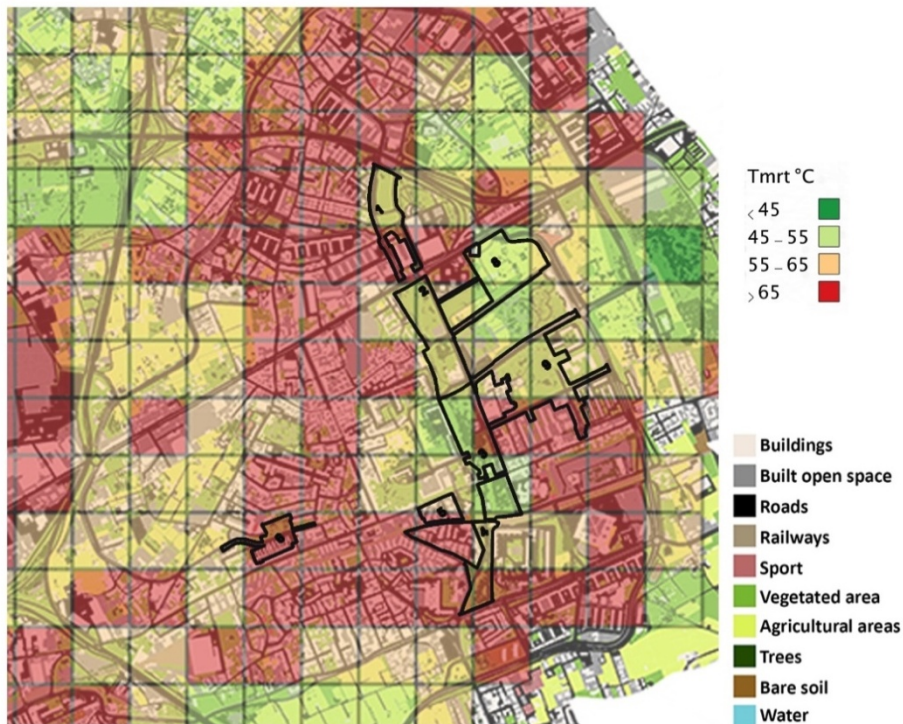 Tmrt °C
< 45
45 – 55
55 – 65
> 65
Buildings
Built open space
Roads
Railways
Sport
Vegetated area
Agricultural areas
Trees
Bare soil
Water